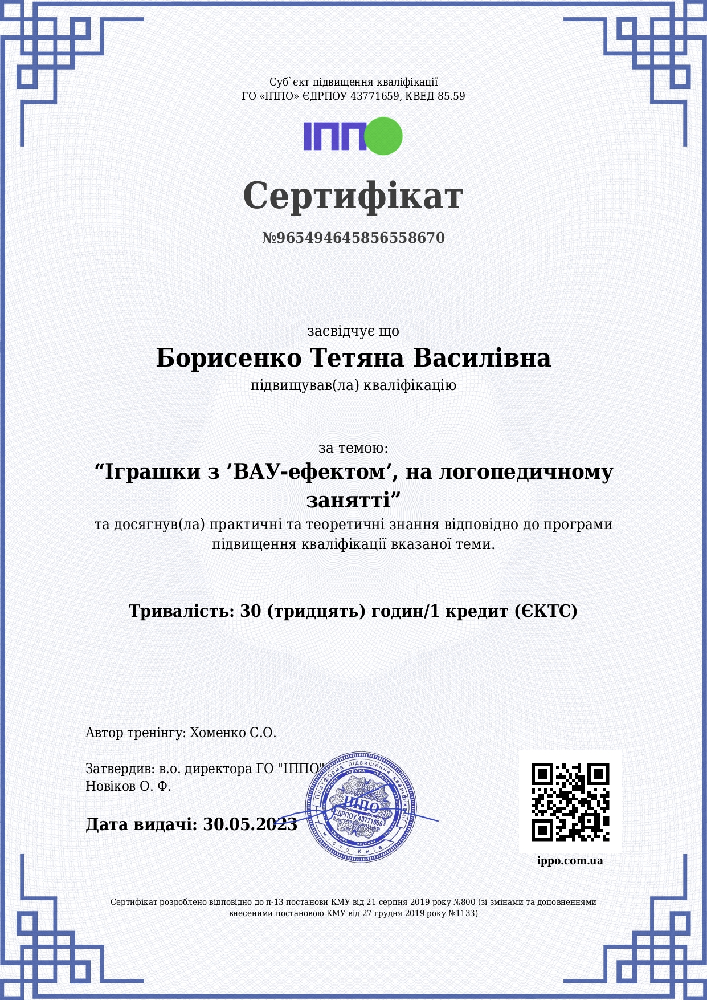 Суб`єкт підвищення кваліфікації
ГО «ІППО» ЄДРПОУ 43771659, КВЕД 85.59
ІППО
Сертифікат
№965494645856558670
засвідчує що
Борисенко Тетяна Василівна
підвищував(ла) кваліфікацію
за темою:
“Іграшки з ’ВАУ-ефектом’, на логопедичному
занятті”
та досягнув(ла) практичні та теоретичні знання відповідно до програми
підвищення кваліфікації вказаної теми.
Тривалість: 30 (тридцять) годин/1 кредит (ЄКТС)
Автор тренінгу: Хоменко С.О.
Затвердив: в.о. директора ГО "ІППО"
Новіков О. Ф.
Дата видачі: 30.05.2023
Платформа підвищення кваліфікації
УКРАЇНА
ІППО
ЄДРПОУ 43771659
місто Київ
ippo.com.ua
Сертифікат розроблено відповідно до п-13 постанови КМУ від 21 серпня 2019 року №800 (зі змінами та доповненнями
внесеними постановою КМУ від 27 грудня 2019 року №1133)